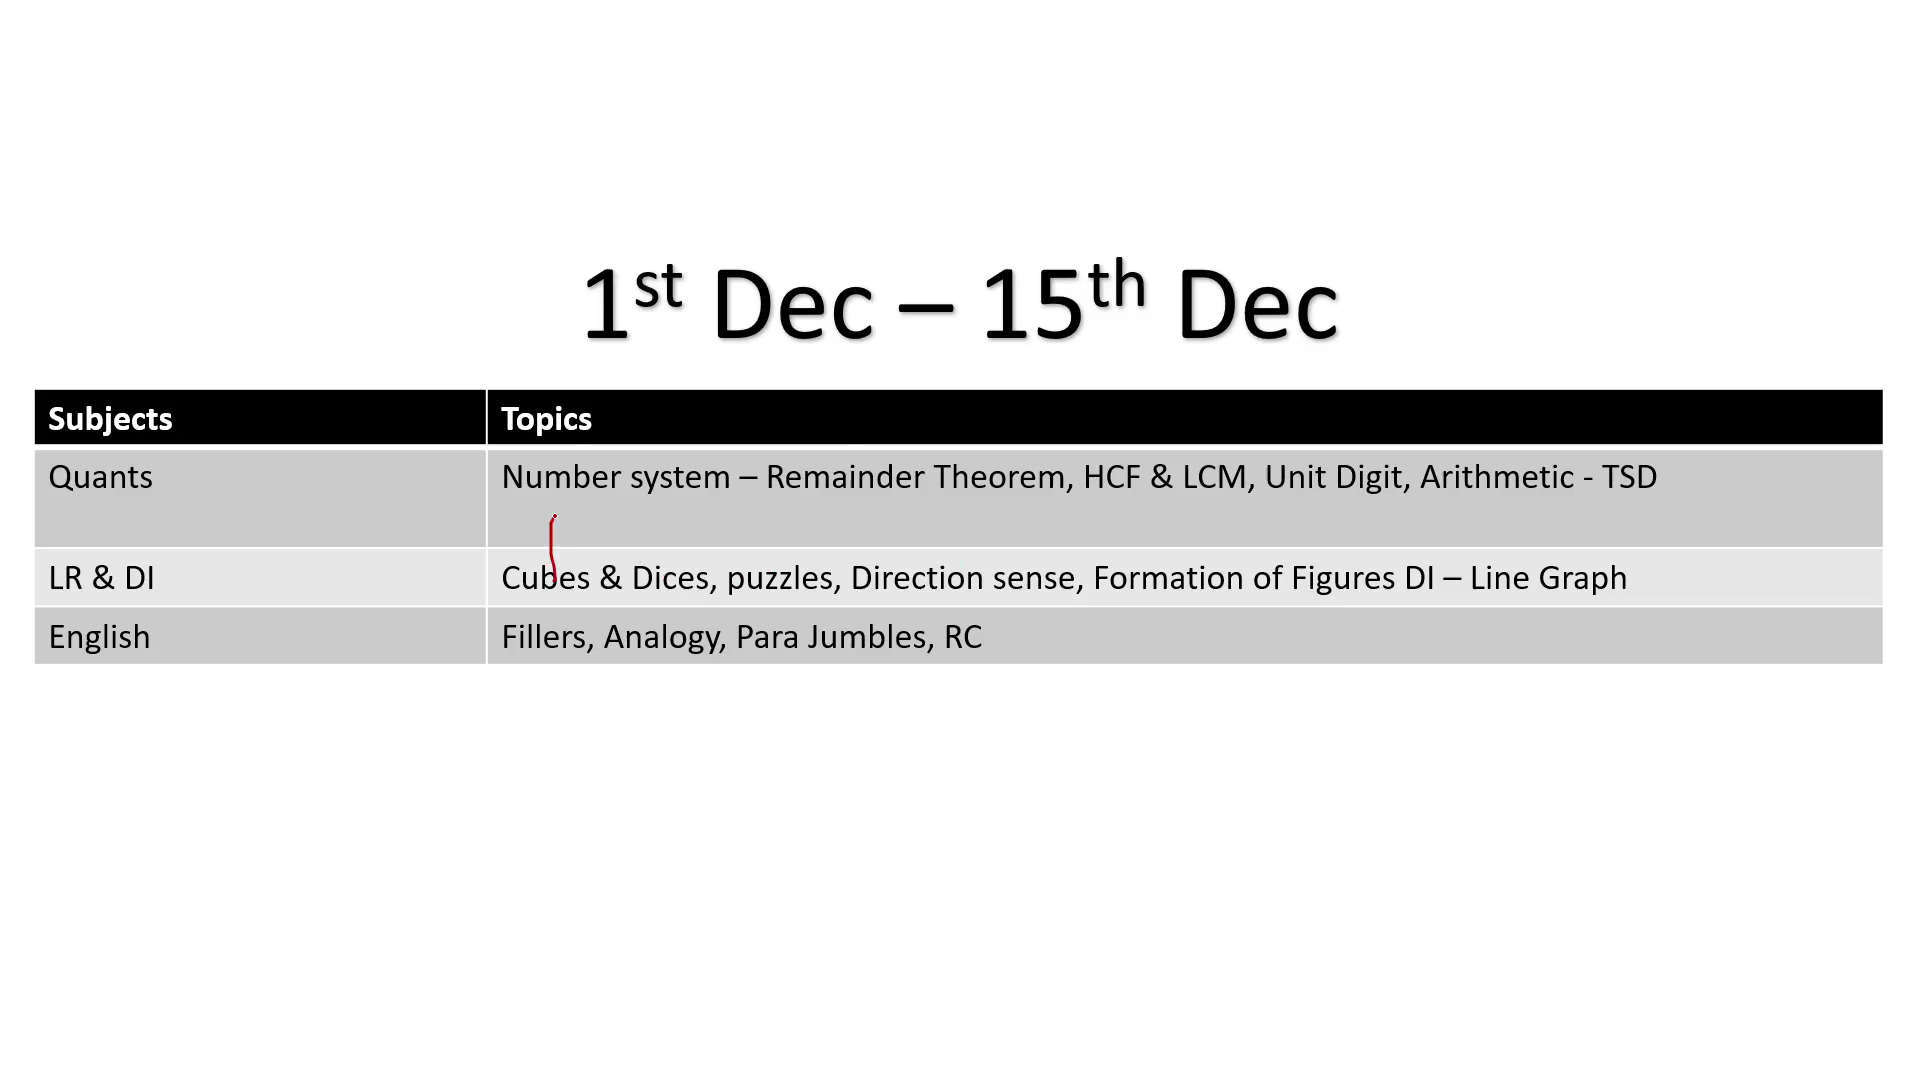 1st Dec – 15th Dec
Subjects Topics
Quants Number system – Remainder Theorem, HCF & LCM, Unit Digit, Arithmetic - TSD
LR & DI Cubes & Dices, puzzles, Direction sense, Formation of Figures DI – Line Graph
English Fillers, Analogy, Para Jumbles, RC